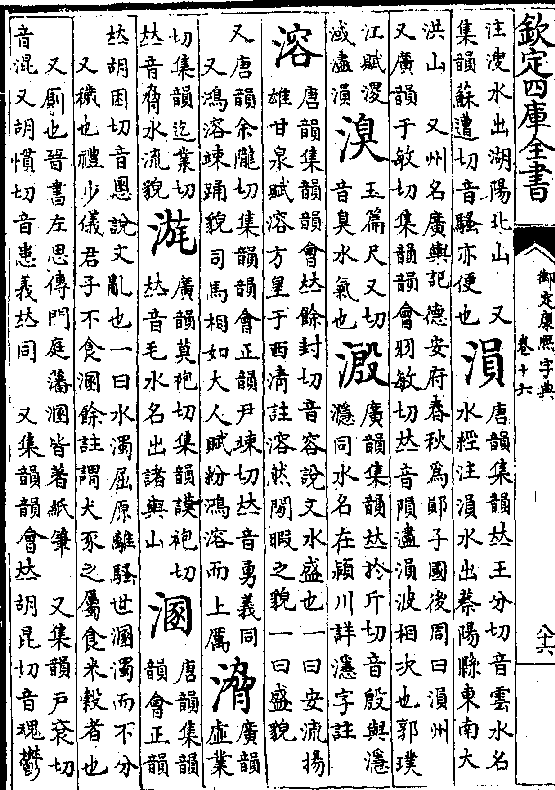 欽定四庫全書
御定康熙字典
卷十六
注溲水出湖陽北山 又
集韻蘇遭切音騷亦便也
溳
唐韻集韻𠀤王分切音雲水名
水經注溳水出蔡陽縣東南大
洪山 又州名廣輿記德安府春秋為鄖子國後周曰溳州
又廣韻于敏切集韻韻會羽敏切𠀤音隕盪溳波相次也郭璞
江賦溭
淢盪溳
溴
玉篇尺又切
音臭水氣也
溵
廣韻集韻𠀤於斤切音殷與濦
濦同水名在潁川詳濦字註
溶
唐韻集韻韻會𠀤餘封切音容說文水盛也一曰安流揚
雄甘泉賦溶方皇于西清註溶然閒暇之貌一曰盛貌
又唐韻余隴切集韻韻會正韻尹竦切𠀤音勇義同
又鴻溶竦踊貌司馬相如大人賦紛鴻溶而上厲
廣韻
虛業
切集韻迄業切
𠀤音脅水流貌
廣韻莫袍切集韻謨袍切
𠀤音毛水名出諸輿山
溷
唐韻集韻
韻會正韻
𠀤胡困切音慁說文亂也一曰水濁屈原離騷世溷濁而不分
又穢也禮少儀君子不食溷餘註謂犬豕之屬食米穀者也
又廁也晉書左思傳門庭藩溷皆著紙筆 又集韻戶袞切
音混又胡慣切音患義𠀤同 又集韻韻會𠀤胡昆切音䰟鬱